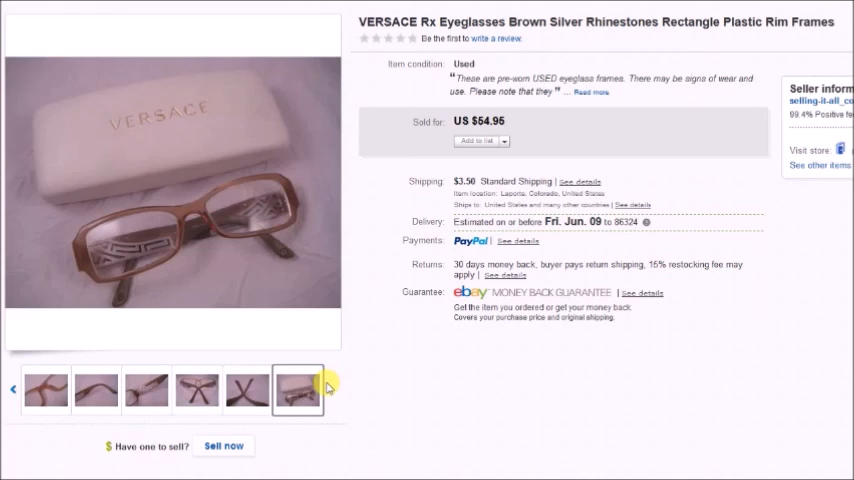 VERSACE Rx Eyeglasses Brown Silver Rhinestones Rectangle Plastic Rim Frames
Be the first to write a review.
Item condition: Used
“These are pre-worn USED eyeglass frames. There may be signs of wear and
use. Please note that they ” ... Read more
Sold for: US $54.95
Add to list
Shipping: $3.50 Standard Shipping | See details
Item location: Laporte, Colorado, United States
Ships to: United States and many other countries | See details
Delivery: Estimated on or before Fri. Jun. 09 to 86324
Payments: PayPal | See details
Returns: 30 days money back, buyer pays return shipping, 15% restocking fee may
apply | See details
Guarantee: ebay MONEY BACK GUARANTEE | See details
Get the item you ordered or get your money back.
Covers your purchase price and original shipping.
Seller inform
selling-it-all_co
99.4% Positive fe
Visit store:
See other items
VERSACE
$ Have one to sell? Sell now